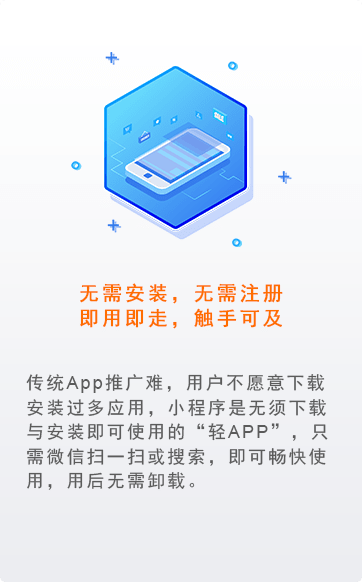 无需安装，无需注册
即用即走，触手可及
传统App推广难，用户不愿意下载
安装过多应用，小程序是无须下载
与安装即可使用的“轻APP”，只
需微信扫一扫或搜索，即可畅快使
用，用后无需卸载。